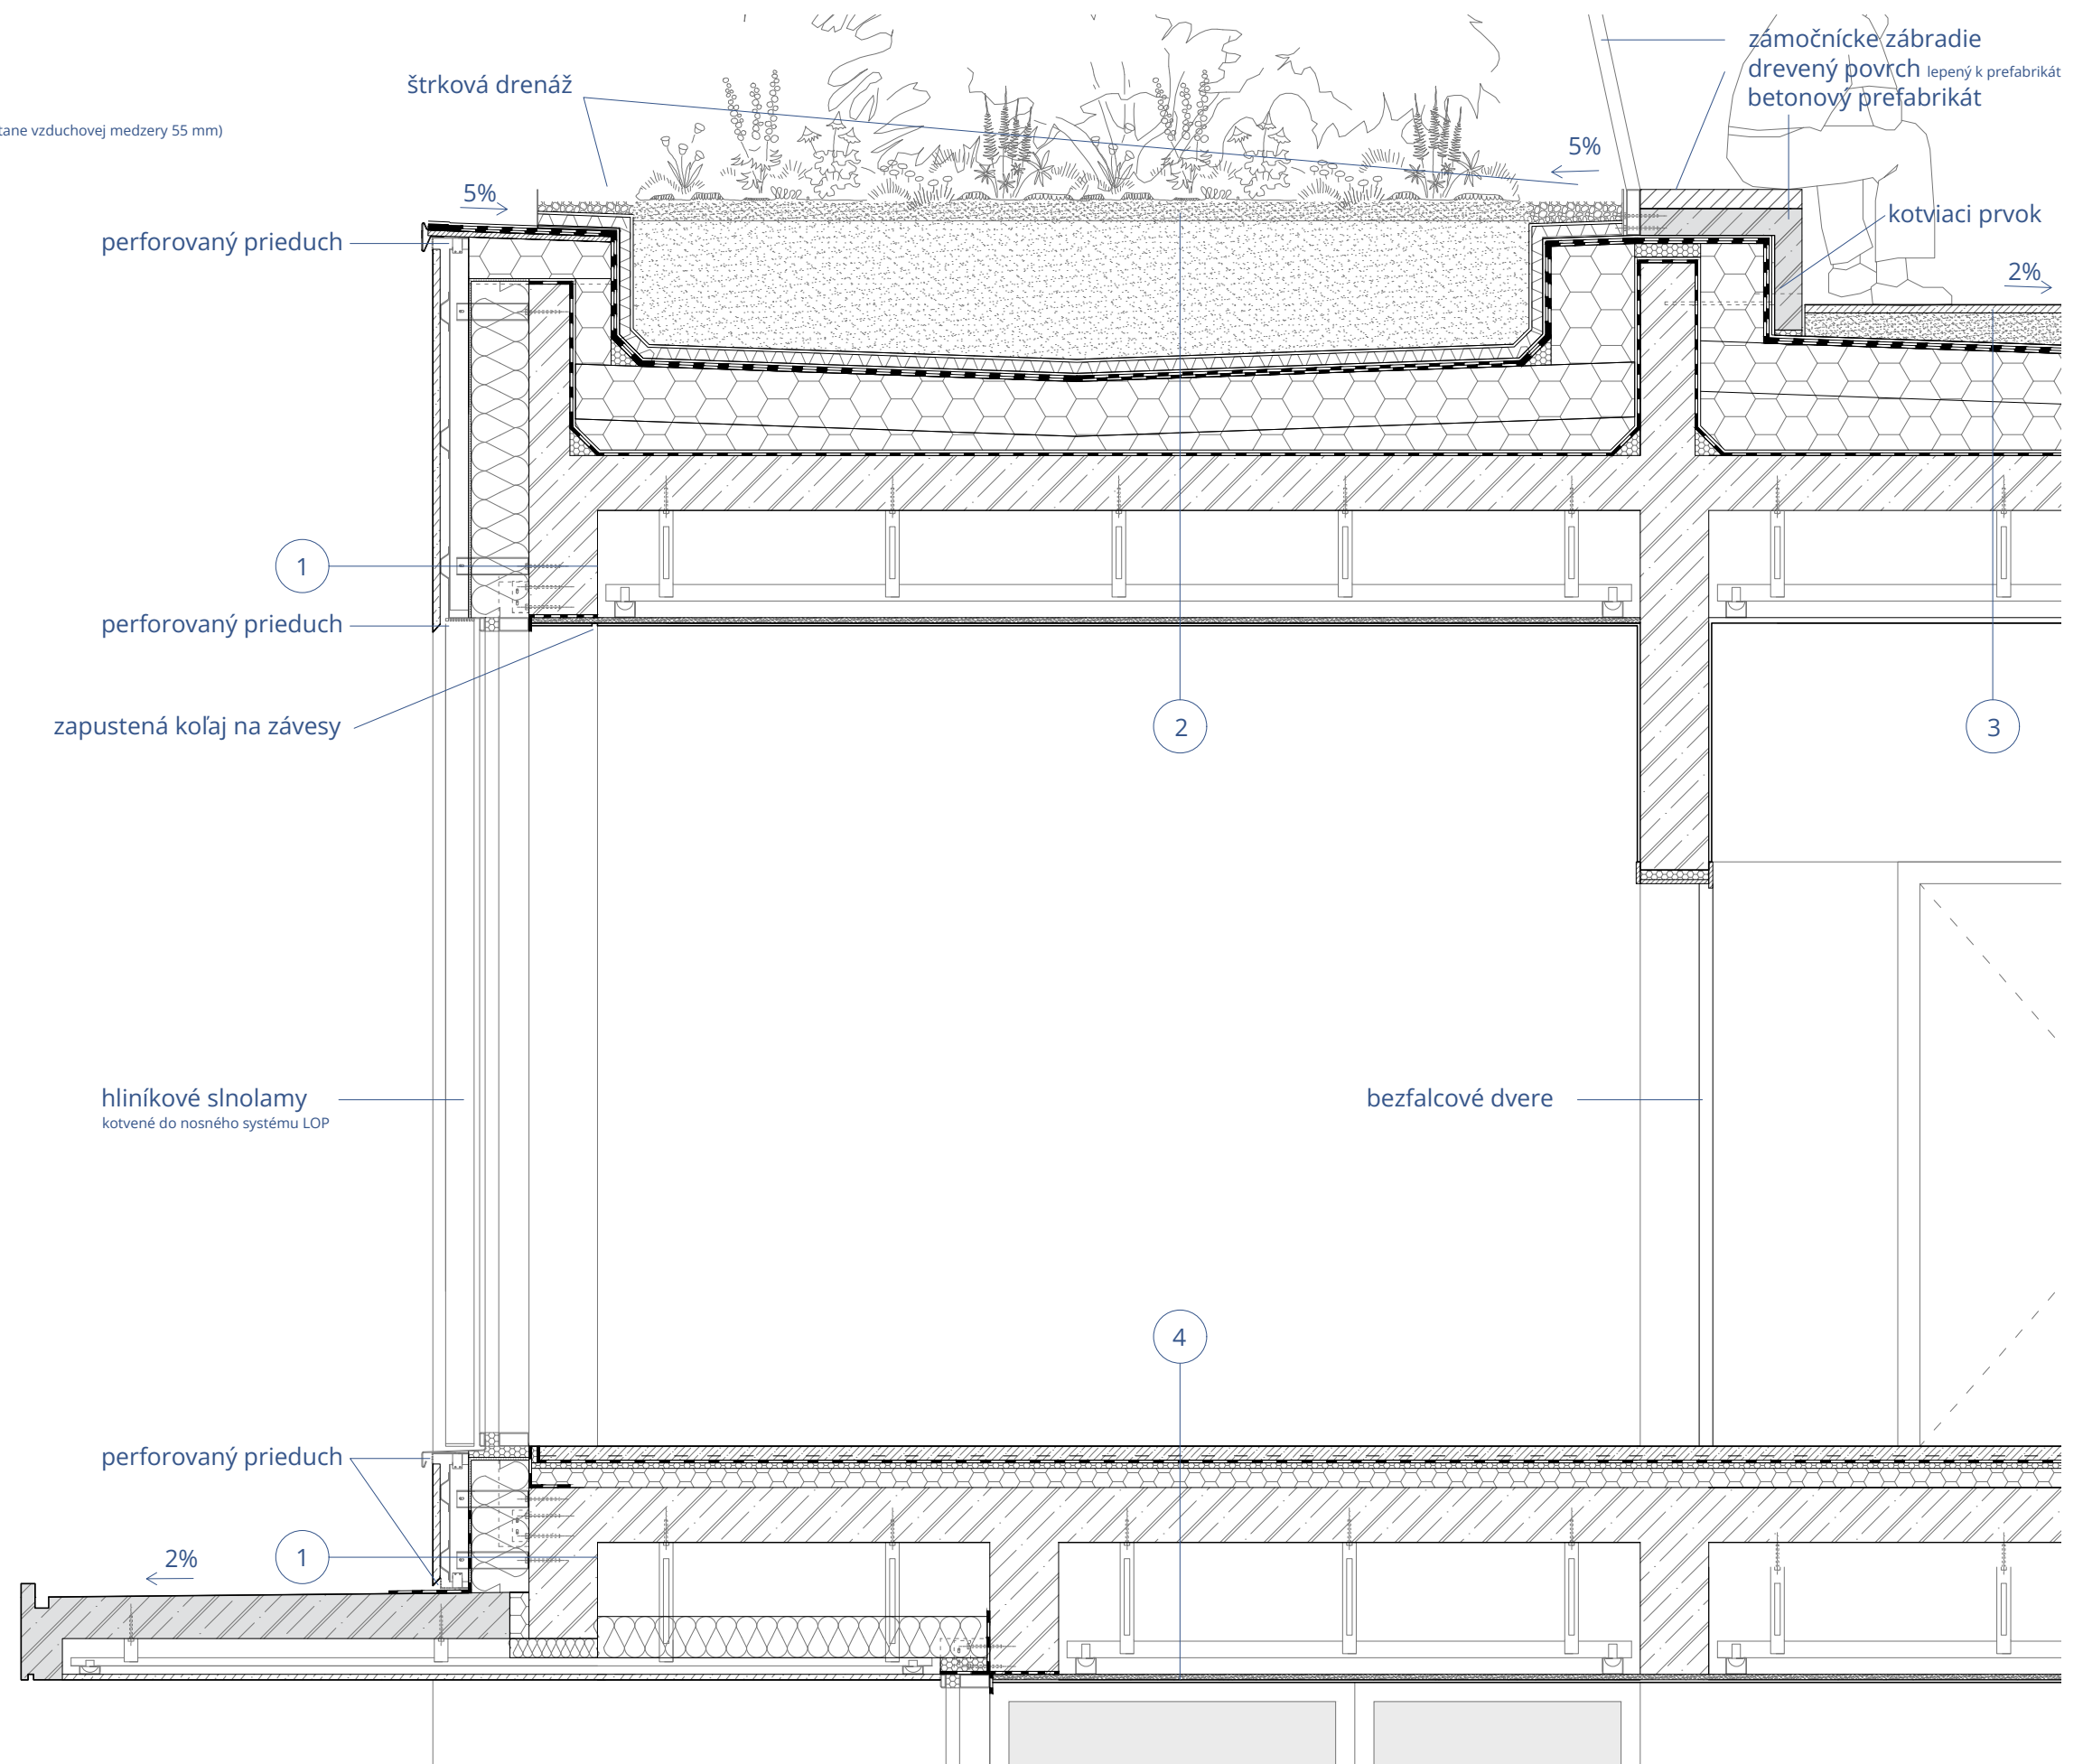 zámočnícke zábradie
drevený povrch lepený k prefabrikát
betonový prefabrikát
štrková drenáž
tane vzduchovej medzery 55 mm)
5%
5%
kotviaci prvok
perforovaný prieduch
2%
1
perforovaný prieduch
zapustená koľaj na závesy
2
3
hliníkové slnolamy
kotvené do nosného systému LOP
bezfalcové dvere
4
perforovaný prieduch
1
2%